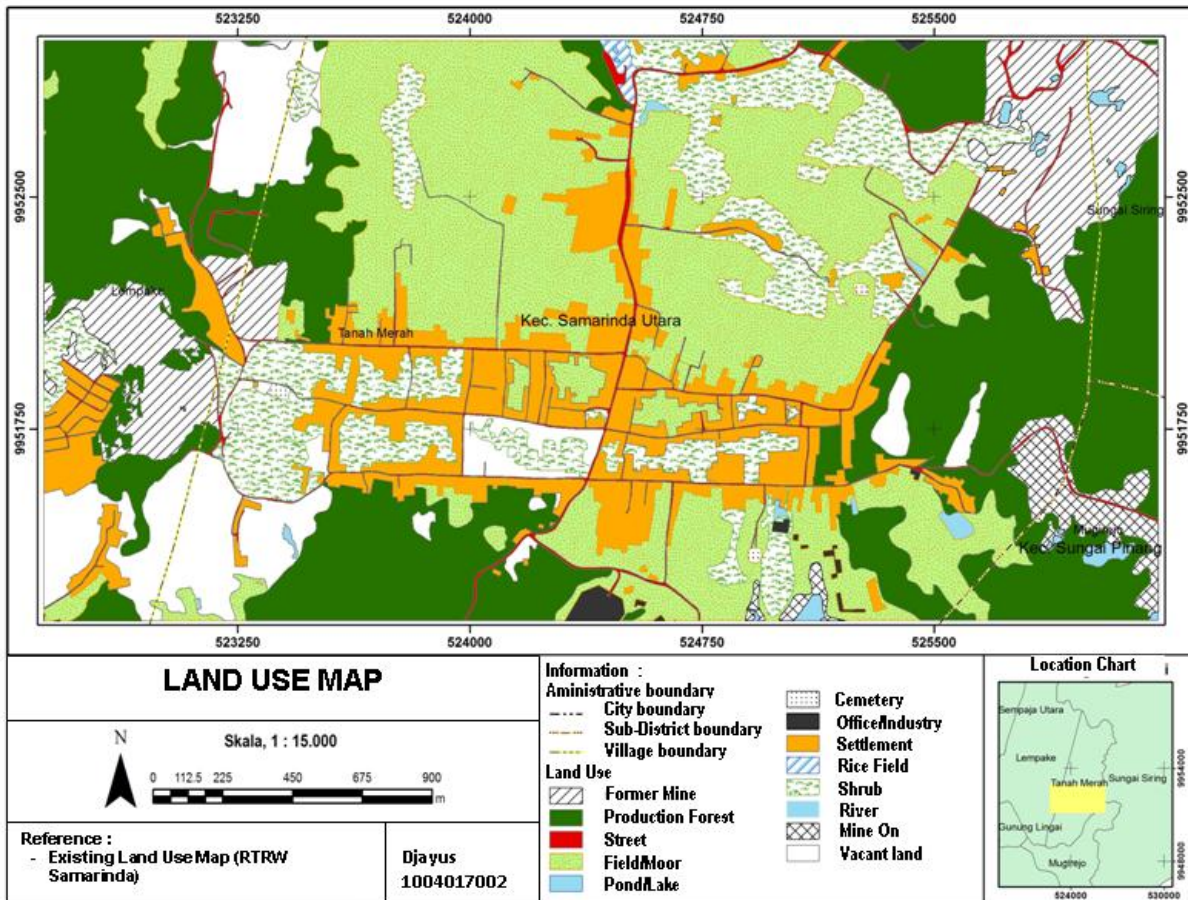 523250 524000 524750 525500
9952500 9952500
Sungai Siring
Lempake
Tanah Merah
Kec. Samarinda Utara
9951750 9951750
Mugirejo
Kec. Sungai Pinang
523250 524000 524750 525500
LAND USE MAP
N
Skala, 1 : 15.000
0 112.5 225 450 675 900
m
Reference :
- Existing Land Use Map (RTRW
Samarinda)
Djayus
1004017002
Information :
Aministrative boundary
City boundary
Sub-District boundary
Village boundary
Land Use
Former Mine
Production Forest
Street
Field/Moor
Pond/Lake
Cemetery
Office/Industry
Settlement
Rice Field
Shrub
River
Mine On
Vacant land
Location Chart
Sempaja Utara
Lempake
Tanah Merah
Sungai Siring
Gunung Lingai
Mugirejo
9954000
9948000
524000 530000